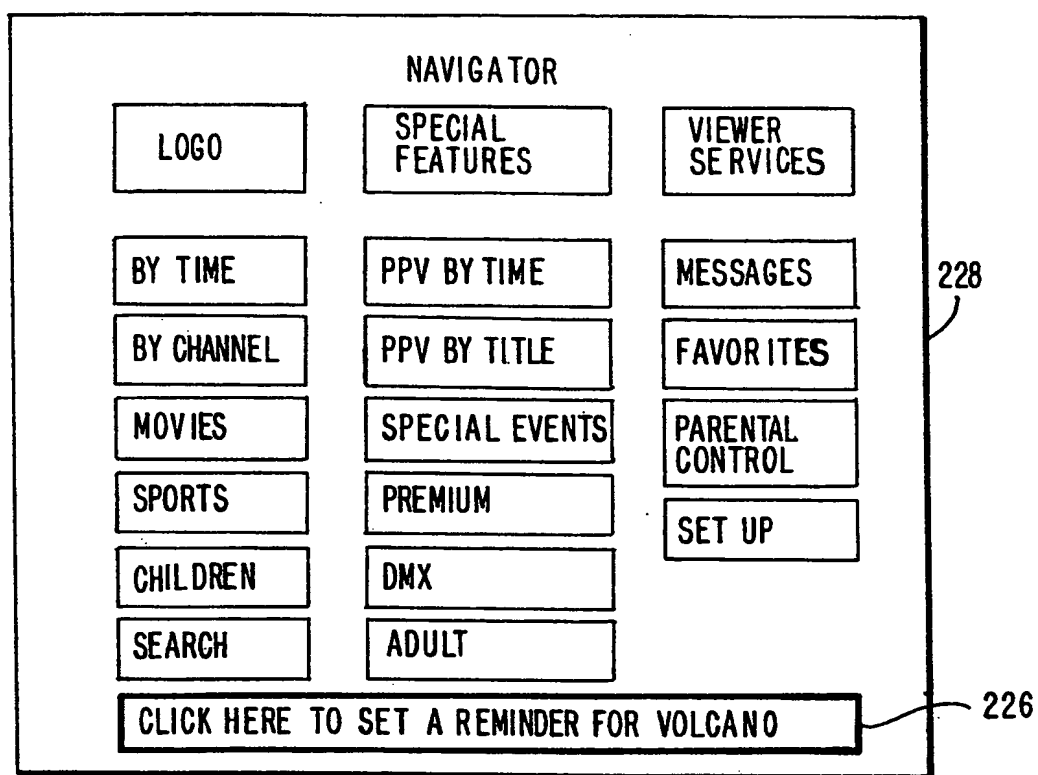 NAVIGATOR
LOGO
SPECIAL
FEATURES
VIEWER
SERVICES
BY TIME
PPV BY TIME
MESSAGES
BY CHANNEL
PPV BY TITLE
FAVORITES
MOVIES
SPECIAL EVENTS
PARENTAL
CONTROL
SPORTS
PREMIUM
SET UP
CHILDREN
DMX
SEARCH
ADULT
CLICK HERE TO SET A REMINDER FOR VOLCANO
228
226